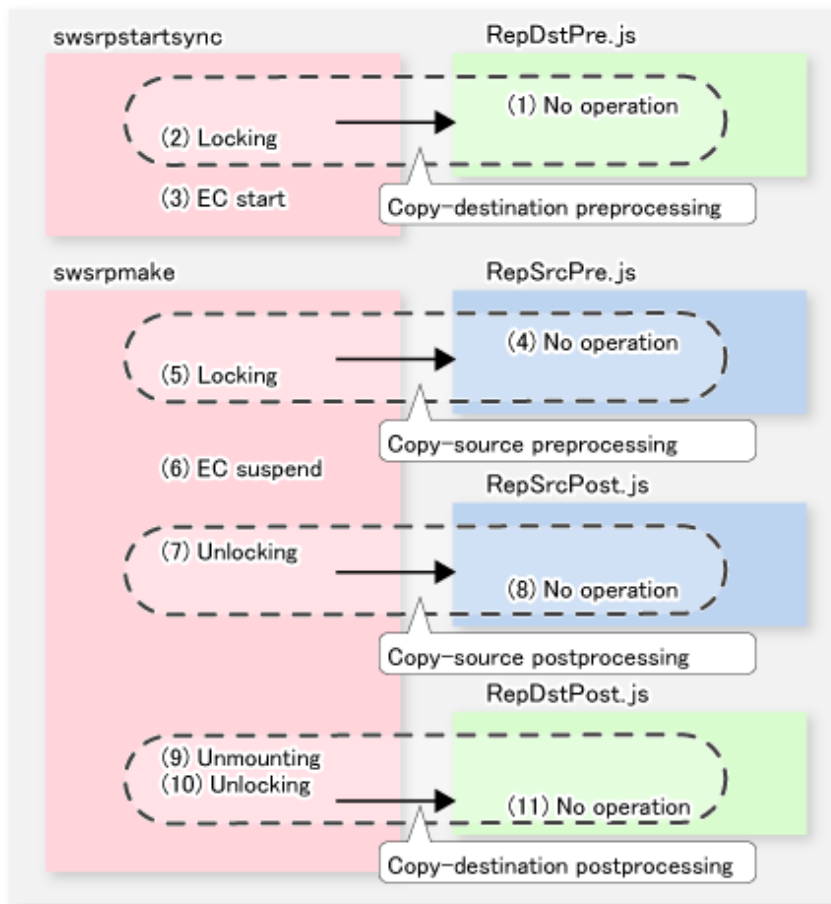 swsrpstartsync
RepDstPre.js
(1) No operation
(2) Locking
(3) EC start
Copy-destination preprocessing
swsrpmake
RepSrcPre.js
(4) No operation
(5) Locking
Copy-source preprocessing
(6) EC suspend
RepSrcPost.js
(7) Unlocking
(8) No operation
Copy-source postprocessing
RepDstPost.js
(9) Unmounting
(10) Unlocking
(11) No operation
Copy-destination postprocessing